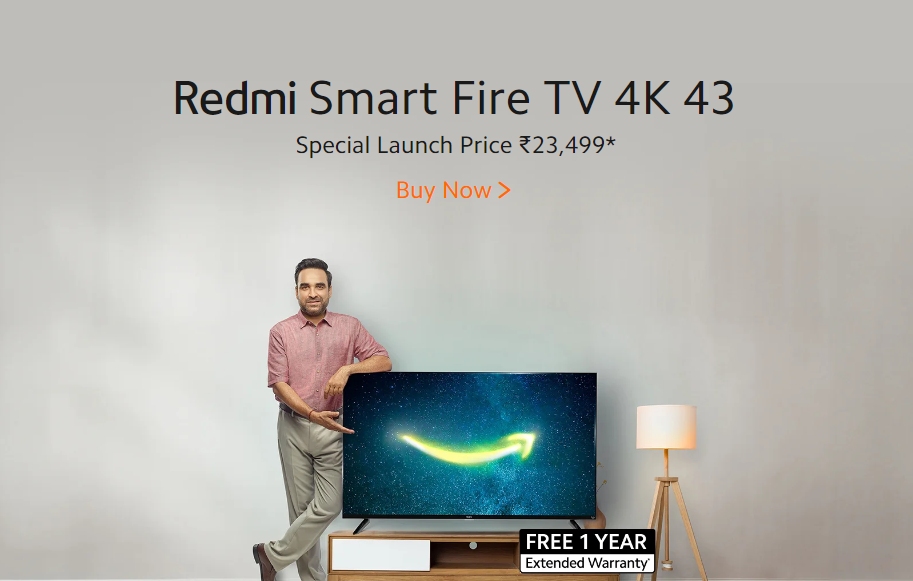 Redmi Smart Fire TV 4K 43
Special Launch Price ₹23,499*
Buy Now >
FREE 1 YEAR
Extended Warranty*